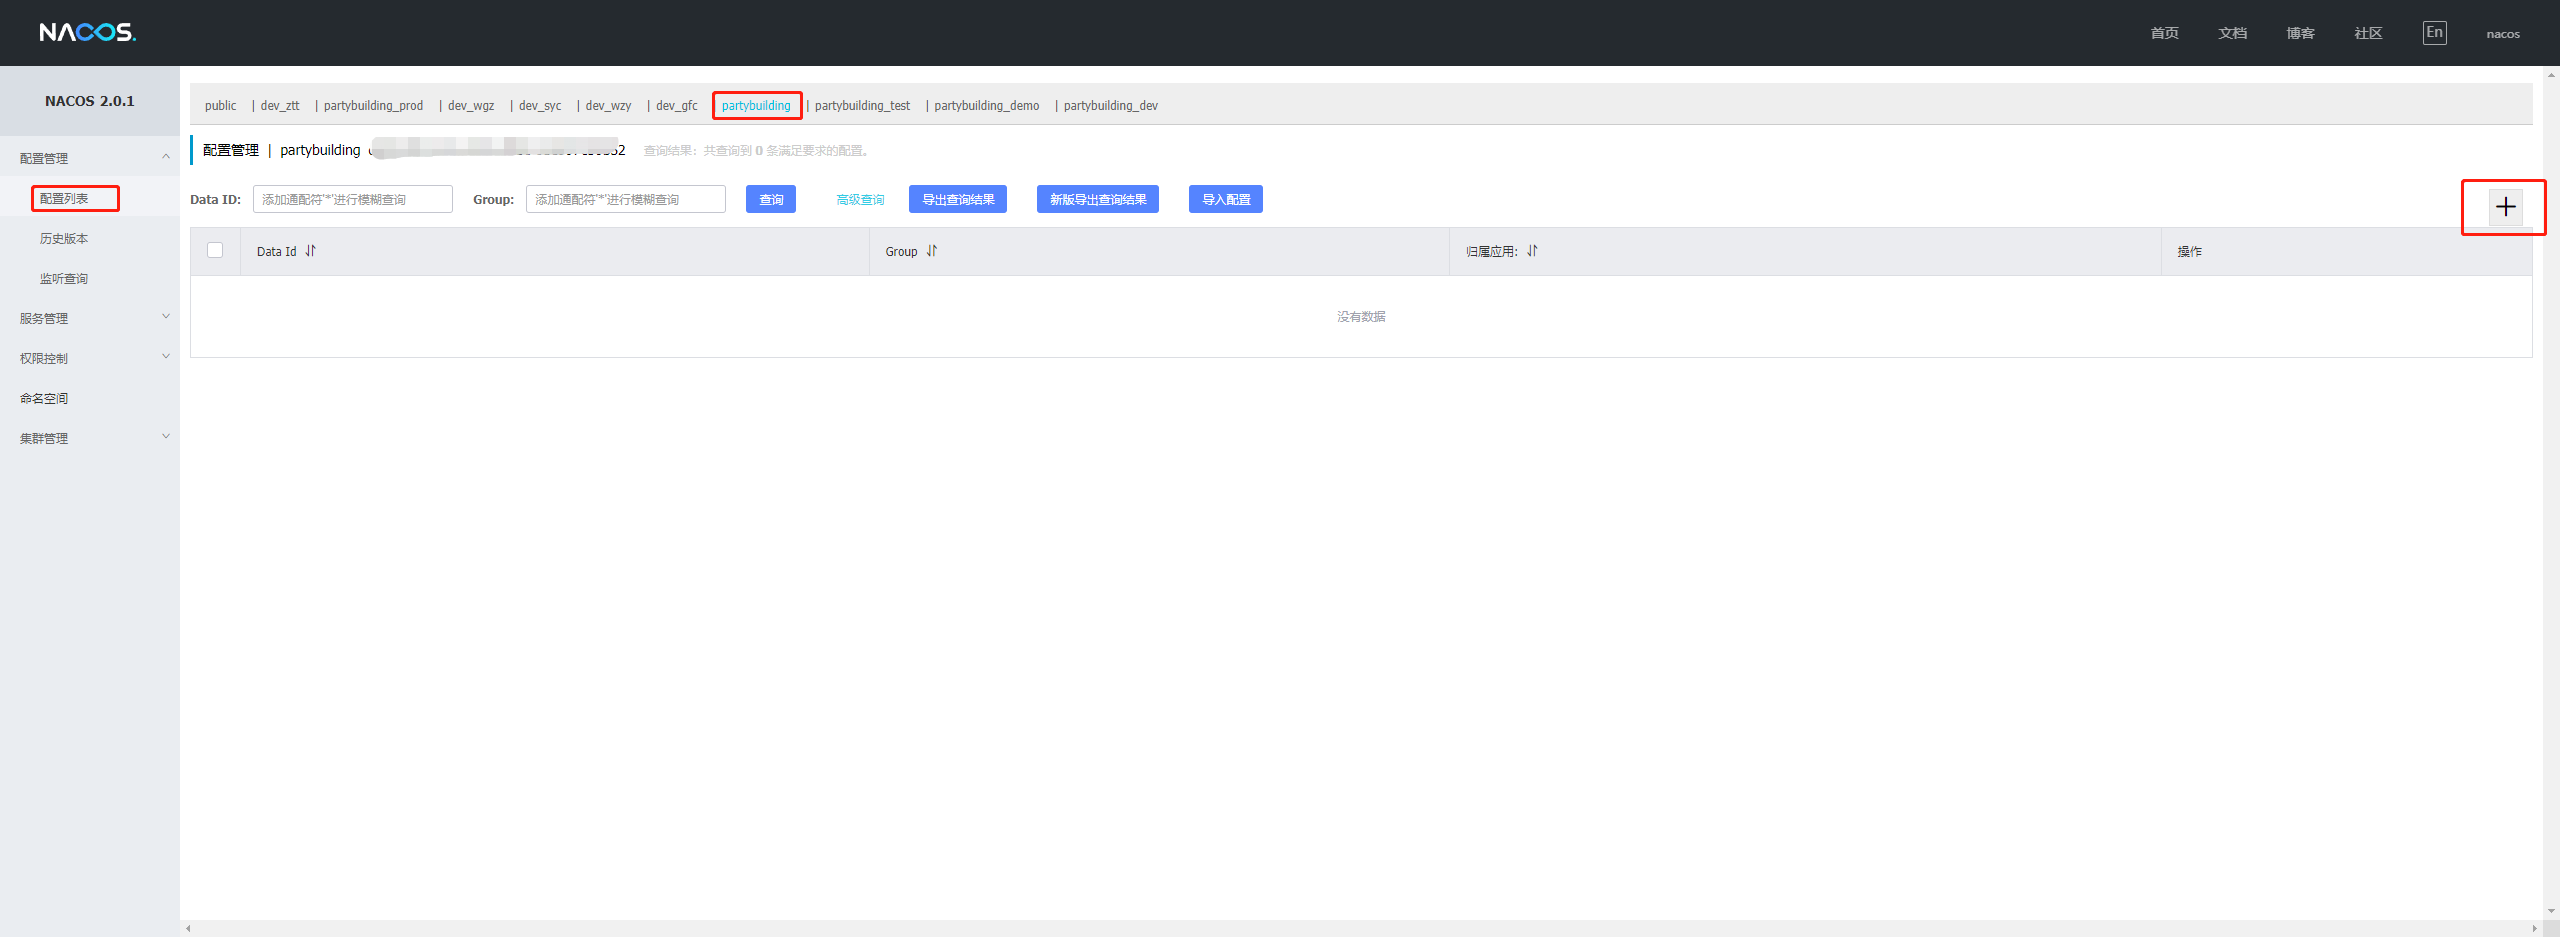 NACOS.
首页 文档 博客 社区 En nacos
NACOS 2.0.1
配置管理
配置列表
历史版本
监听查询
服务管理
权限控制
命名空间
集群管理
public | dev_ztt | partybuilding_prod | dev_wgz | dev_syc | dev_wzy | dev_gfc partybuilding | partybuilding_test | partybuilding_demo | partybuilding_dev
配置管理 | partybuilding 查询结果：共查询到 0 条满足要求的配置。
Data ID: 添加通配符'*'进行模糊查询 Group: 添加通配符'*'进行模糊查询 查询 高级查询 导出查询结果 新版导出查询结果 导入配置
Data Id Group 归属应用: 操作
没有数据